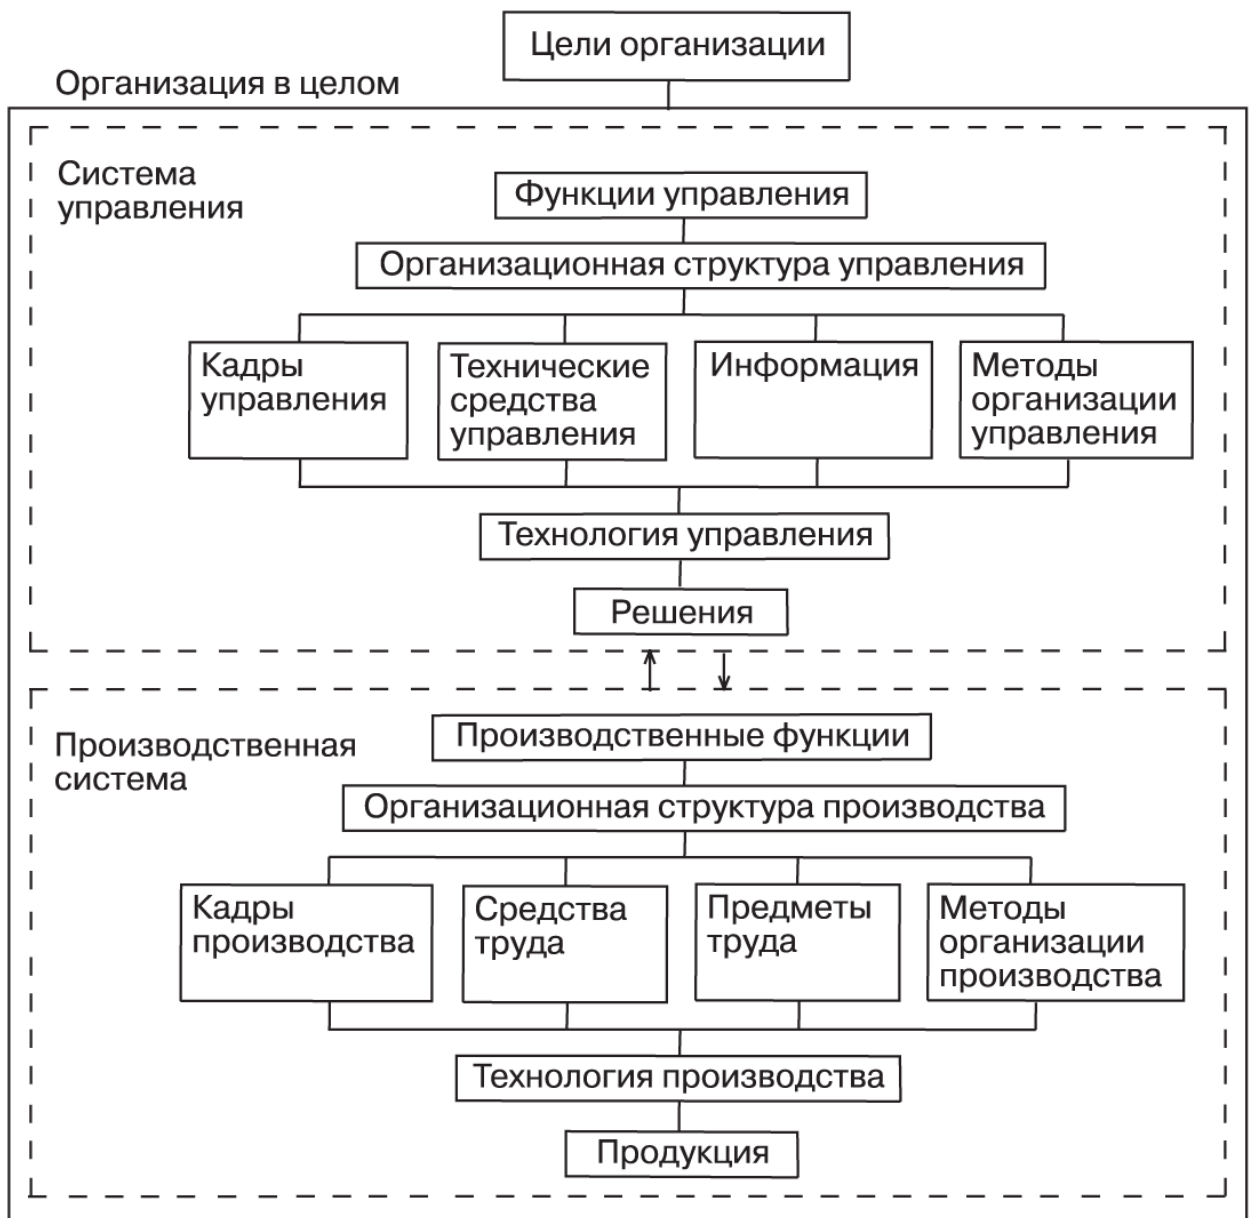 Цели организации
Организация в целом
Система
управления
Функции управления
Организационная структура управления
Кадры
управления
Технические
средства
управления
Информация
Методы
организации
управления
Технология управления
Решения
Производственная
система
Производственные функции
Организационная структура производства
Кадры
производства
Средства
труда
Предметы
труда
Методы
организации
производства
Технология производства
Продукция